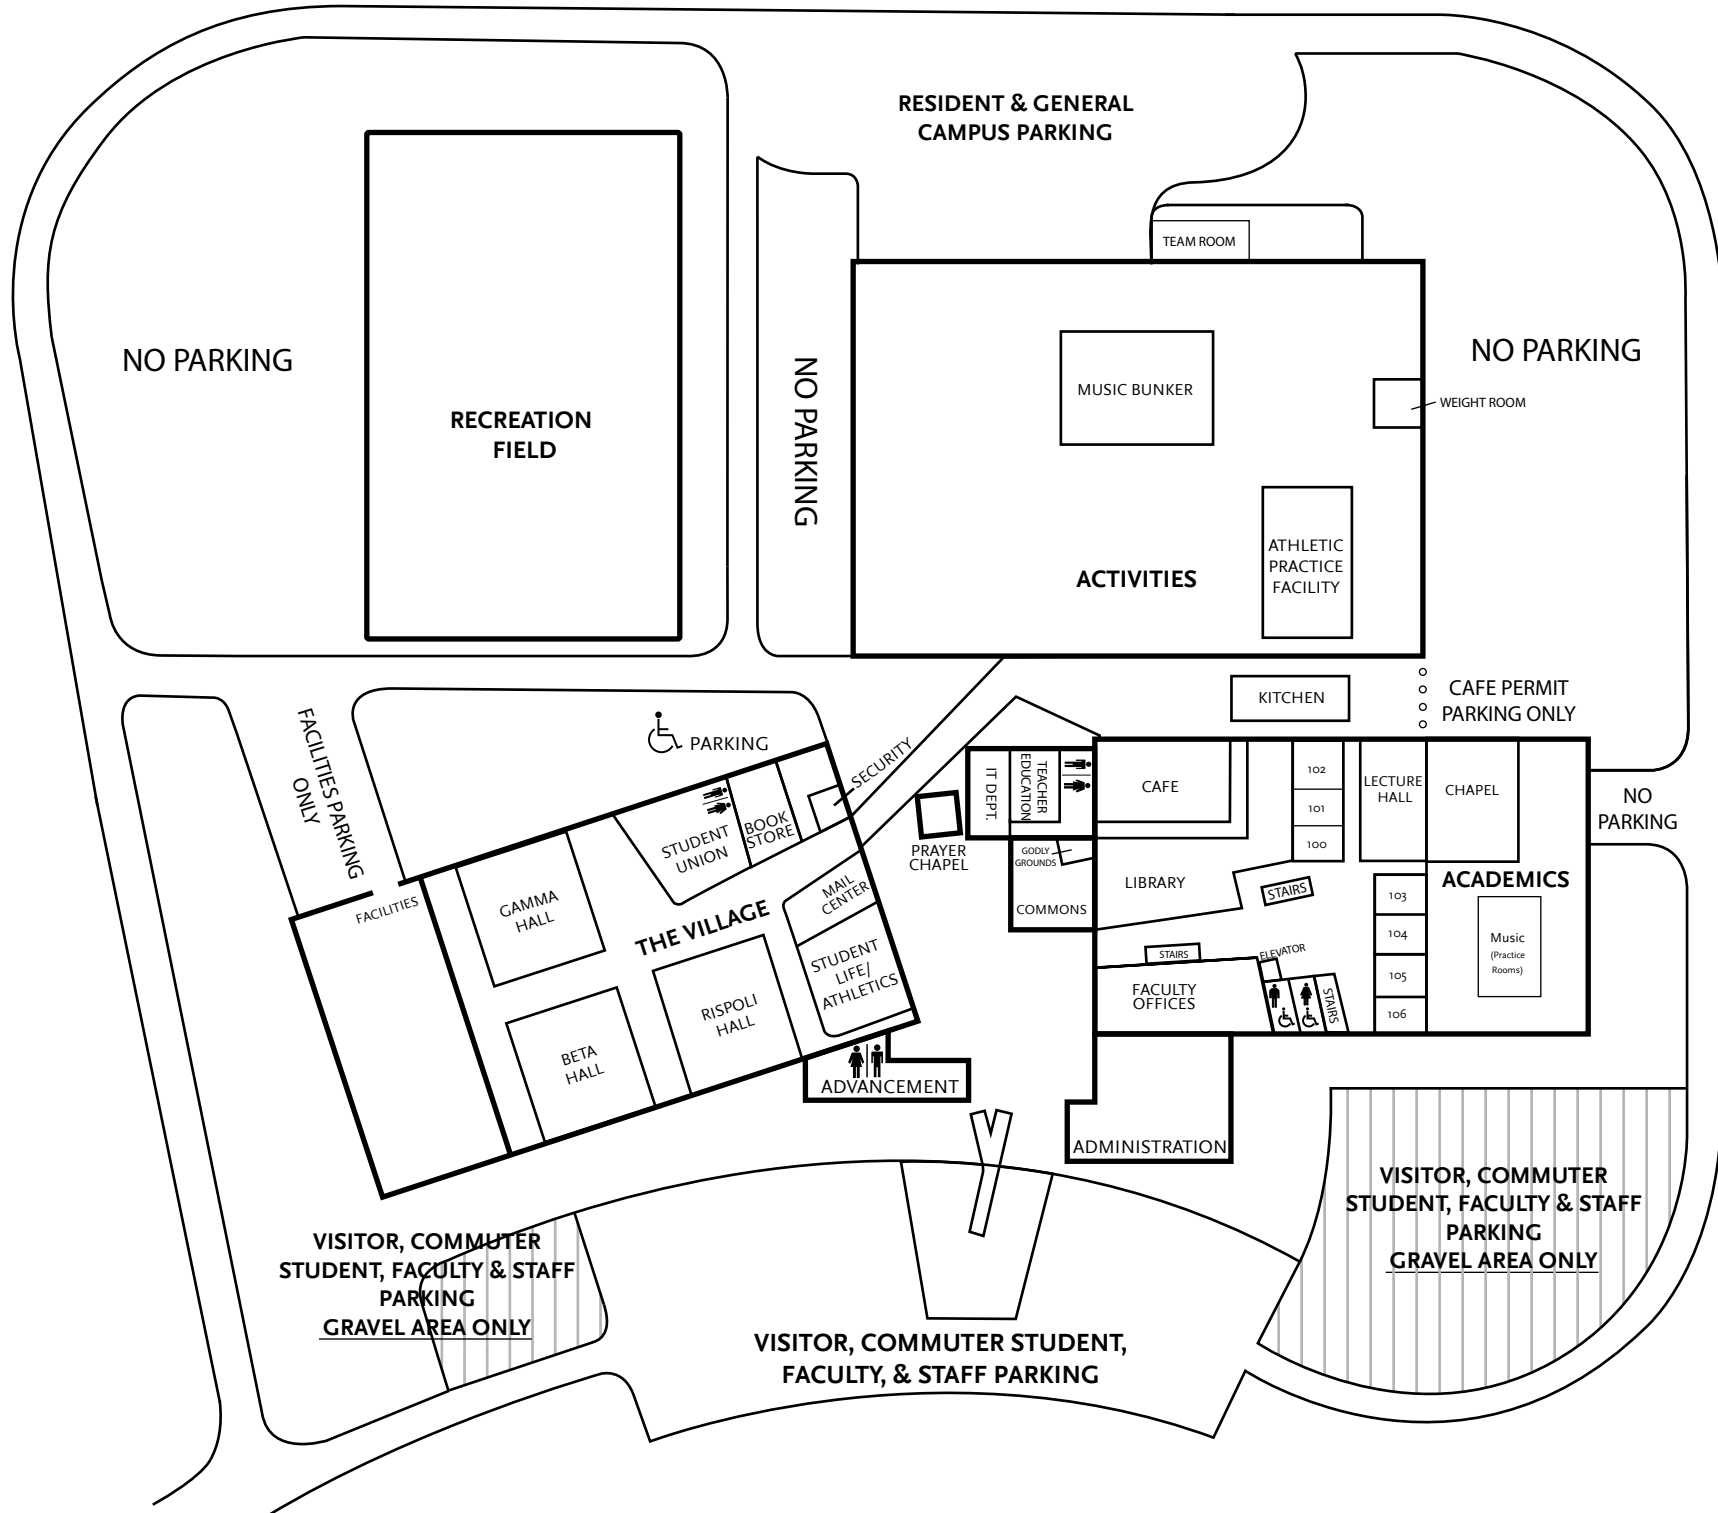 RESIDENT & GENERAL
CAMPUS PARKING
TEAM ROOM
NO PARKING
RECREATION
FIELD
NO PARKING
MUSIC BUNKER
NO PARKING
WEIGHT ROOM
ATHLETIC
PRACTICE
FACILITY
ACTIVITIES
KITCHEN
CAFE PERMIT
PARKING ONLY
FACILITIES PARKING
ONLY
PARKING
SECURITY
IT DEPT.
TEACHER
EDUCATION
CAFE
102
101
100
LECTURE
HALL
CHAPEL
NO
PARKING
STUDENT
UNION
BOOK
STORE
PRAYER
CHAPEL
GODLY
GROUNDS
COMMONS
LIBRARY
STAIRS
ACADEMICS
103
104
105
106
Music
(Practice
Rooms)
FACILITIES
GAMMA
HALL
THE VILLAGE
MAIL
CENTER
STUDENT
LIFE/
ATHLETICS
RISPOLI
HALL
BETA
HALL
STAIRS
ELEVATOR
FACULTY
OFFICES
STAIRS
ADVANCEMENT
ADMINISTRATION
VISITOR, COMMUTER
STUDENT, FACULTY & STAFF
PARKING
GRAVEL AREA ONLY
VISITOR, COMMUTER
STUDENT, FACULTY & STAFF
PARKING
GRAVEL AREA ONLY
VISITOR, COMMUTER STUDENT,
FACULTY, & STAFF PARKING